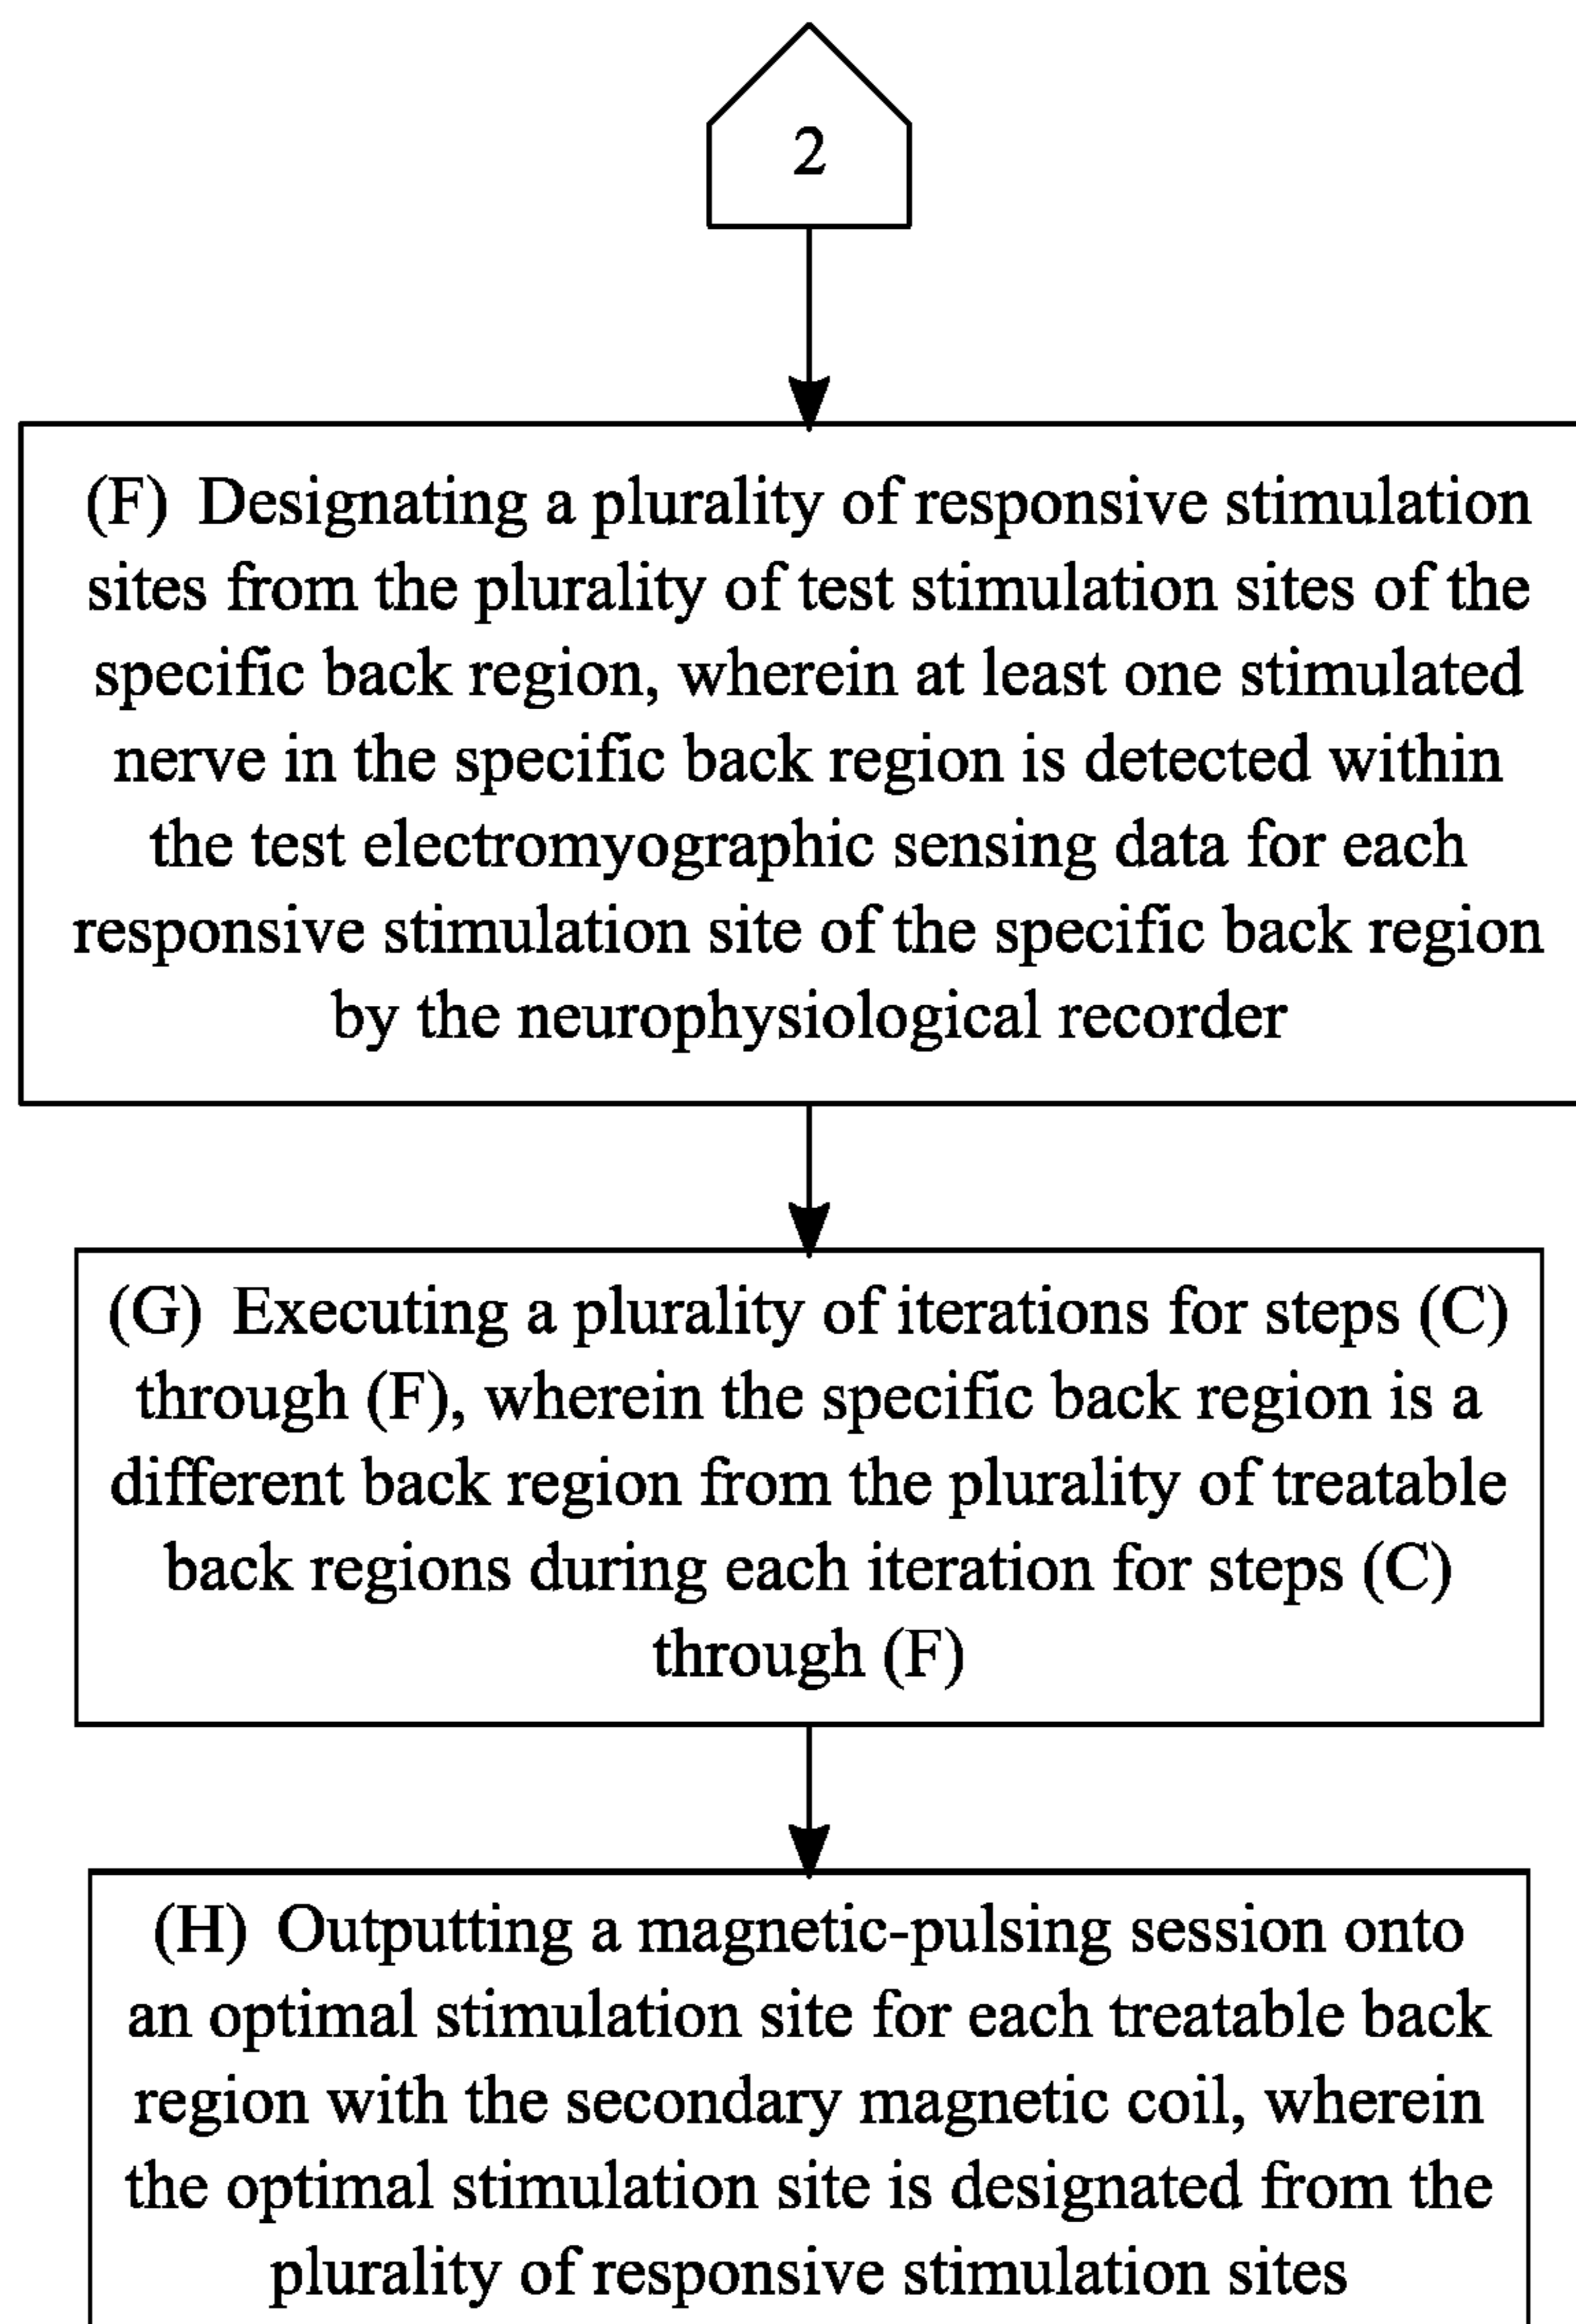 2
(F) Designating a plurality of responsive stimulation
sites from the plurality of test stimulation sites of the
specific back region, wherein at least one stimulated
nerve in the specific back region is detected within
the test electromyographic sensing data for each
responsive stimulation site of the specific back region
by the neurophysiological recorder
(G) Executing a plurality of iterations for steps (C)
through (F), wherein the specific back region is a
different back region from the plurality of treatable
back regions during each iteration for steps (C)
through (F)
(H) Outputting a magnetic-pulsing session onto
an optimal stimulation site for each treatable back
region with the secondary magnetic coil, wherein
the optimal stimulation site is designated from the
plurality of responsive stimulation sites